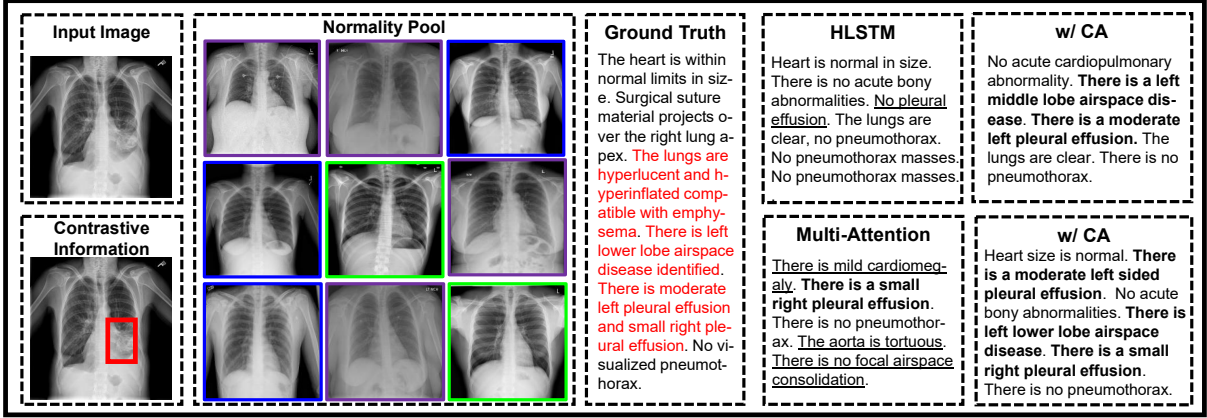 Input Image
Contrastive
Information
Normality Pool
Ground Truth
The heart is within
normal limits in siz-
e. Surgical suture
material projects o-
ver the right lung a-
pex. The lungs are
hyperlucent and h-
yperinflated comp-
atible with emphy-
sema. There is left
lower lobe airspace
disease identified.
There is moderate
left pleural effusion
and small right ple-
ural effusion. No vi-
sualized pneumot-
horax.
HLSTM
Heart is normal in size.
There is no acute bony
abnormalities. No pleural
effusion. The lungs are
clear, no pneumothorax.
No pneumothorax masses.
No pneumothorax masses.
.
w/ CA
No acute cardiopulmonary
abnormality. There is a left
middle lobe airspace dis-
ease. There is a moderate
left pleural effusion. The
lungs are clear. There is no
pneumothorax.
Multi-Attention
There is mild cardiomeg-
aly. There is a small
right pleural effusion.
There is no pneumothor-
ax. The aorta is tortuous.
There is no focal airspace
consolidation.
w/ CA
Heart size is normal. There
is a moderate left sided
pleural effusion. No acute
bony abnormalities. There is
left lower lobe airspace
disease. There is a small
right pleural effusion.
There is no pneumothorax.